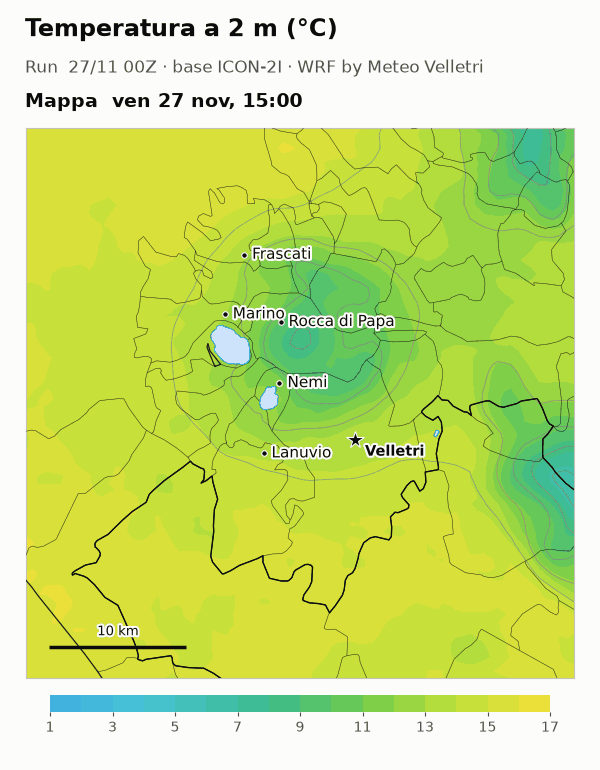 Temperatura a 2 m (°C)
Run  27/11 00Z · base ICON-2I · WRF by Meteo Velletri
Mappa  ven 27 nov, 15:00
Frascati
Marino
Rocca di Papa
Nemi
Velletri
Lanuvio
10 km
1 3 5 7 9 11 13 15 17